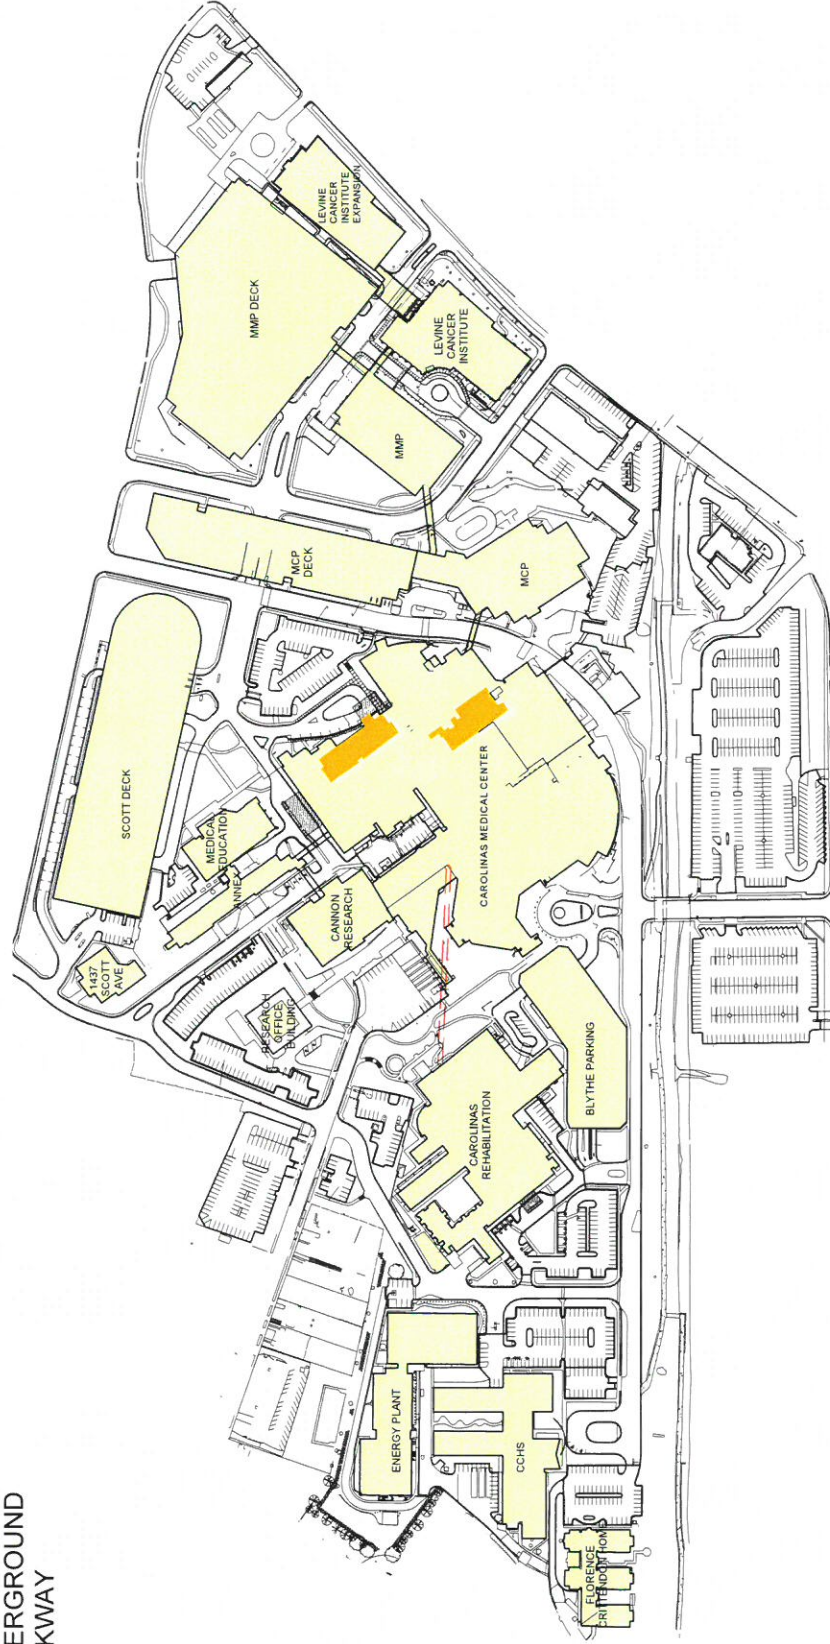 ERGROUND
KWAY
LEVINE
CANCER
INSTITUTE
EXPANSION
MMP DECK
LEVINE
CANCER
INSTITUTE
MMP
MCP
DECK
MCP
SCOTT DECK
MEDICAL
EDUCATION
ANNEX
CANNON
RESEARCH
CAROLINAS MEDICAL CENTER
1437
SCOTT
AVE
RESEARCH
OFFICE
BUILDING
BLYTHE PARKING
CAROLINAS
REHABILITATION
ENERGY PLANT
CCHS
FLORENCE
CRITTENDON HOME